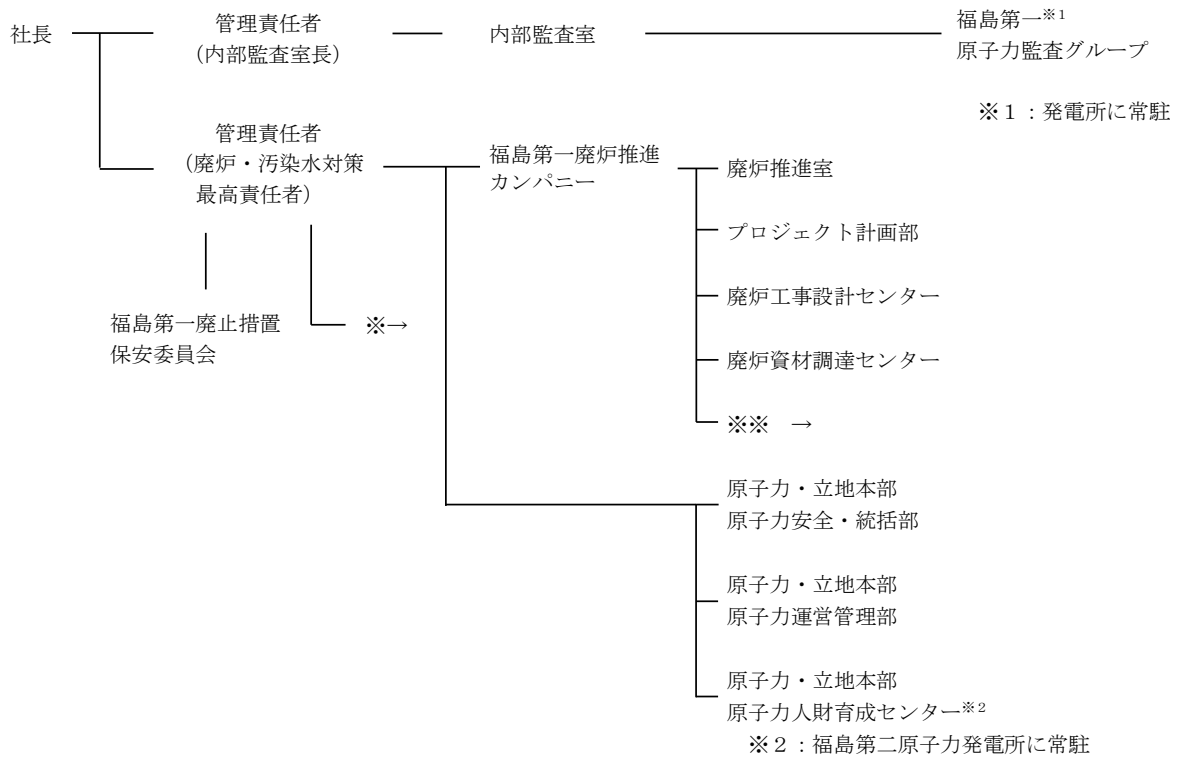 社長
管理責任者
(内部監査室長)
内部監査室
福島第一※1
原子力監査グループ
※1：発電所に常駐
管理責任者
(廃炉・汚染水対策
最高責任者)
福島第一廃炉推進
カンパニー
廃炉推進室
プロジェクト計画部
廃炉工事設計センター
廃炉資材調達センター
※※　→
福島第一廃止措置
保安委員会
※→
原子力・立地本部
原子力安全・統括部
原子力・立地本部
原子力運営管理部
原子力・立地本部
原子力人財育成センター※2
※2：福島第二原子力発電所に常駐